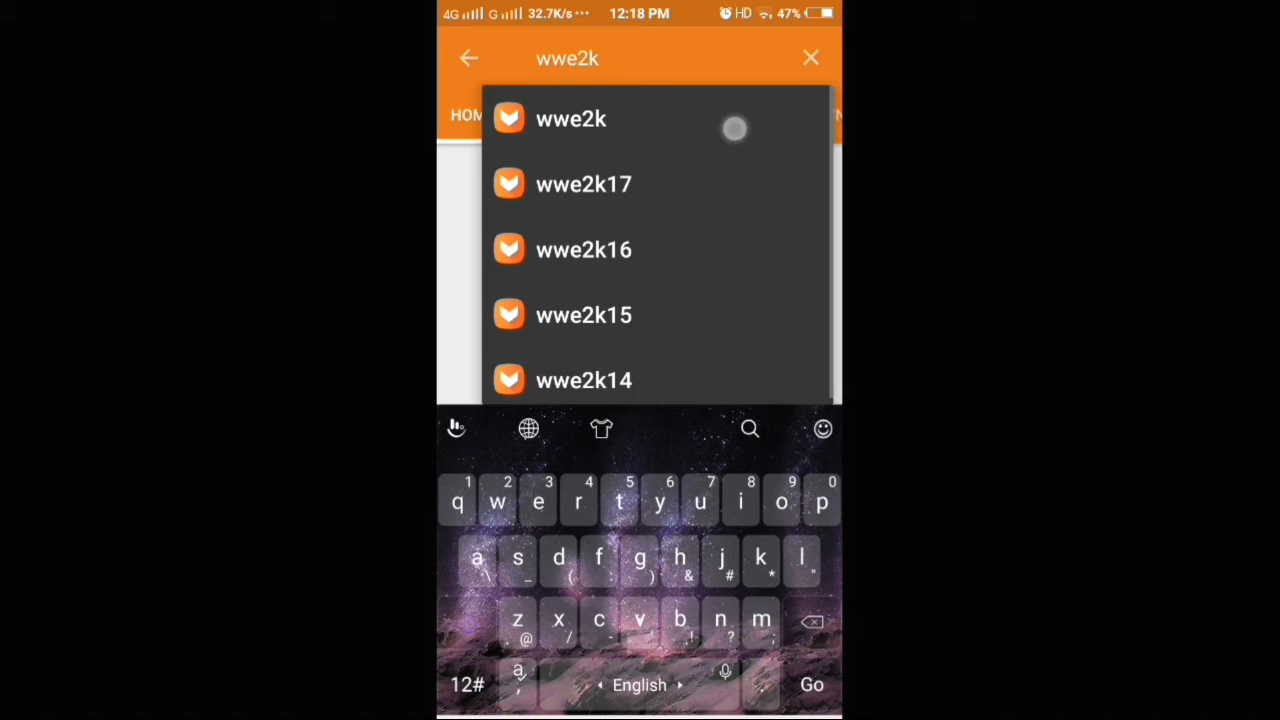 4G G 32.7K/s ··· 12:18 PM HD 47%
wwe2k
HOM
wwe2k
wwe2k17
wwe2k16
wwe2k15
wwe2k14
1 2 3 4 5 6 7 8 9 0
q w e r t y u i o p
a s d f g h j k l
\ _ ( : ) & # * "
z x c v b n m
@ / - ' ! ? ;
12# a , English . Go